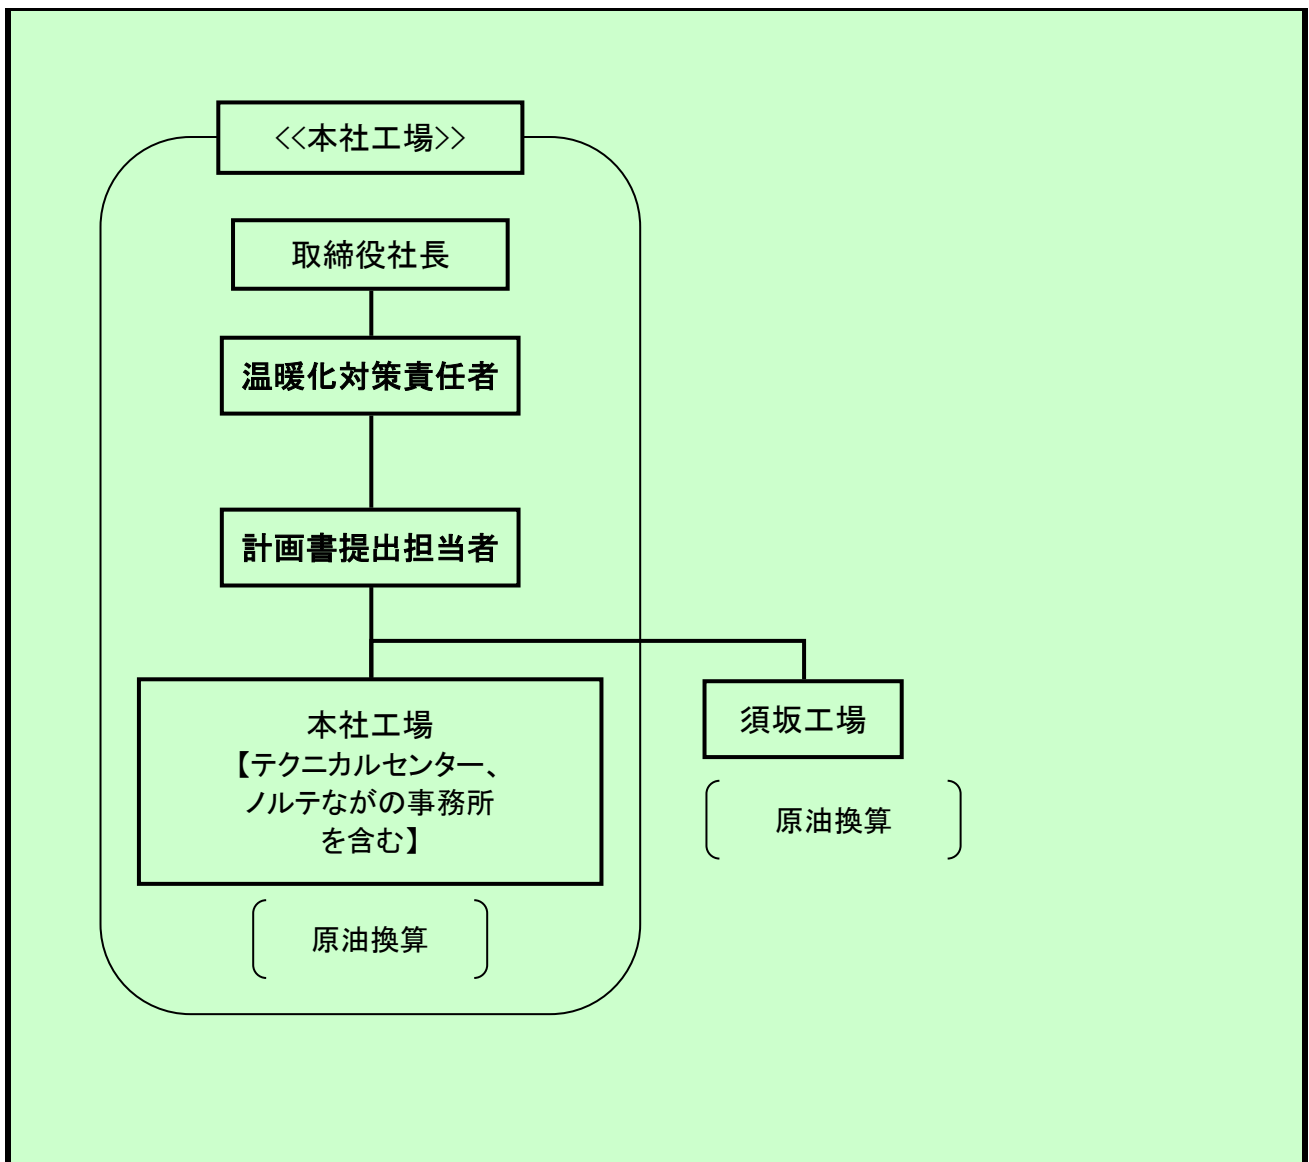 <<本社工場>>
取締役社長
温暖化対策責任者
計画書提出担当者
本社工場
【テクニカルセンター、
ノルテながの事務所
を含む】
須坂工場
原油換算
原油換算